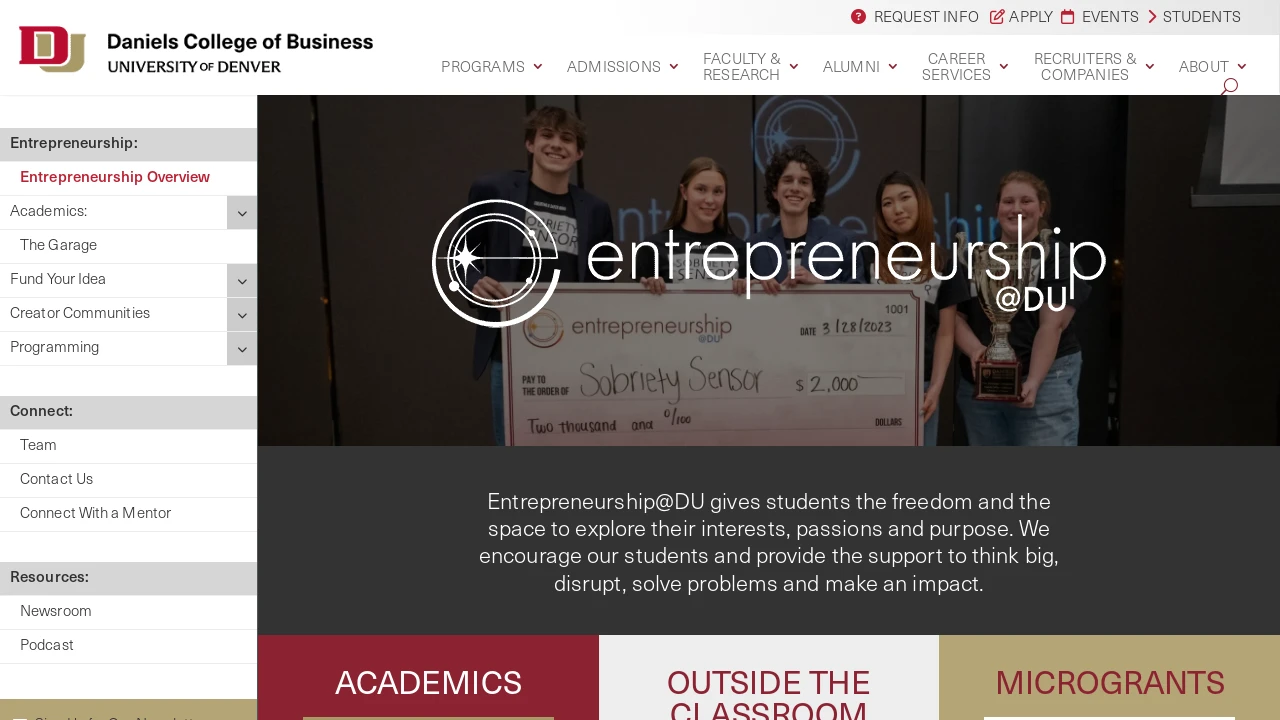 REQUEST INFO APPLY EVENTS STUDENTS
DU
Daniels College of Business
UNIVERSITY OF DENVER
PROGRAMS ADMISSIONS FACULTY & RESEARCH ALUMNI CAREER SERVICES RECRUITERS & COMPANIES ABOUT
Entrepreneurship:
Entrepreneurship Overview
Academics:
The Garage
Fund Your Idea
Creator Communities
Programming
Connect:
Team
Contact Us
Connect With a Mentor
Resources:
Newsroom
Podcast
entrepreneurship
@DU
1001
entrepreneurship
@DU
DATE 3/28/2023
PAY TO
THE ORDER OF Sobriety Sensor $ 2,000
Two thousand and 0/100 DOLLARS
Entrepreneurship@DU gives students the freedom and the
space to explore their interests, passions and purpose. We
encourage our students and provide the support to think big,
disrupt, solve problems and make an impact.
ACADEMICS
OUTSIDE THE
CLASSROOM
MICROGRANTS